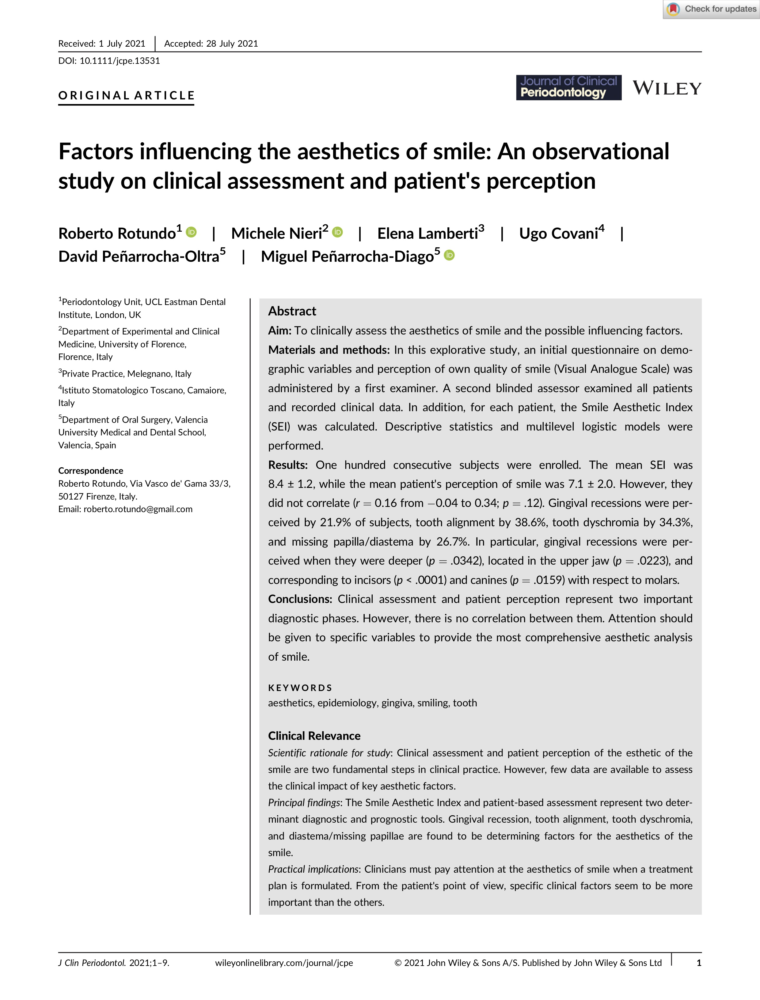 Check for updates
Received: 1 July 2021 | Accepted: 28 July 2021
DOI: 10.1111/jcpe.13531
ORIGINAL ARTICLE
Journal of Clinical
Periodontology
WILEY
Factors influencing the aesthetics of smile: An observational
study on clinical assessment and patient's perception
Roberto Rotundo1 iD | Michele Nieri2 iD | Elena Lamberti3 | Ugo Covani4 |
David Peñarrocha-Oltra5 | Miguel Peñarrocha-Diago5 iD
1Periodontology Unit, UCL Eastman Dental
Institute, London, UK
2Department of Experimental and Clinical
Medicine, University of Florence,
Florence, Italy
3Private Practice, Melegnano, Italy
4Istituto Stomatologico Toscano, Camaiore,
Italy
5Department of Oral Surgery, Valencia
University Medical and Dental School,
Valencia, Spain
Correspondence
Roberto Rotundo, Via Vasco de' Gama 33/3,
50127 Firenze, Italy.
Email: roberto.rotundo@gmail.com
Abstract
Aim: To clinically assess the aesthetics of smile and the possible influencing factors.
Materials and methods: In this explorative study, an initial questionnaire on demo-
graphic variables and perception of own quality of smile (Visual Analogue Scale) was
administered by a first examiner. A second blinded assessor examined all patients
and recorded clinical data. In addition, for each patient, the Smile Aesthetic Index
(SEI) was calculated. Descriptive statistics and multilevel logistic models were
performed.
Results: One hundred consecutive subjects were enrolled. The mean SEI was
8.4 ± 1.2, while the mean patient's perception of smile was 7.1 ± 2.0. However, they
did not correlate (r = 0.16 from −0.04 to 0.34; p = .12). Gingival recessions were per-
ceived by 21.9% of subjects, tooth alignment by 38.6%, tooth dyschromia by 34.3%,
and missing papilla/diastema by 26.7%. In particular, gingival recessions were per-
ceived when they were deeper (p = .0342), located in the upper jaw (p = .0223), and
corresponding to incisors (p < .0001) and canines (p = .0159) with respect to molars.
Conclusions: Clinical assessment and patient perception represent two important
diagnostic phases. However, there is no correlation between them. Attention should
be given to specific variables to provide the most comprehensive aesthetic analysis
of smile.
KEYWORDS
aesthetics, epidemiology, gingiva, smiling, tooth
Clinical Relevance
Scientific rationale for study: Clinical assessment and patient perception of the esthetic of the
smile are two fundamental steps in clinical practice. However, few data are available to assess
the clinical impact of key aesthetic factors.
Principal findings: The Smile Aesthetic Index and patient-based assessment represent two deter-
minant diagnostic and prognostic tools. Gingival recession, tooth alignment, tooth dyschromia,
and diastema/missing papillae are found to be determining factors for the aesthetics of the
smile.
Practical implications: Clinicians must pay attention at the aesthetics of smile when a treatment
plan is formulated. From the patient's point of view, specific clinical factors seem to be more
important than the others.
J Clin Periodontol. 2021;1–9. wileyonlinelibrary.com/journal/jcpe © 2021 John Wiley & Sons A/S. Published by John Wiley & Sons Ltd | 1